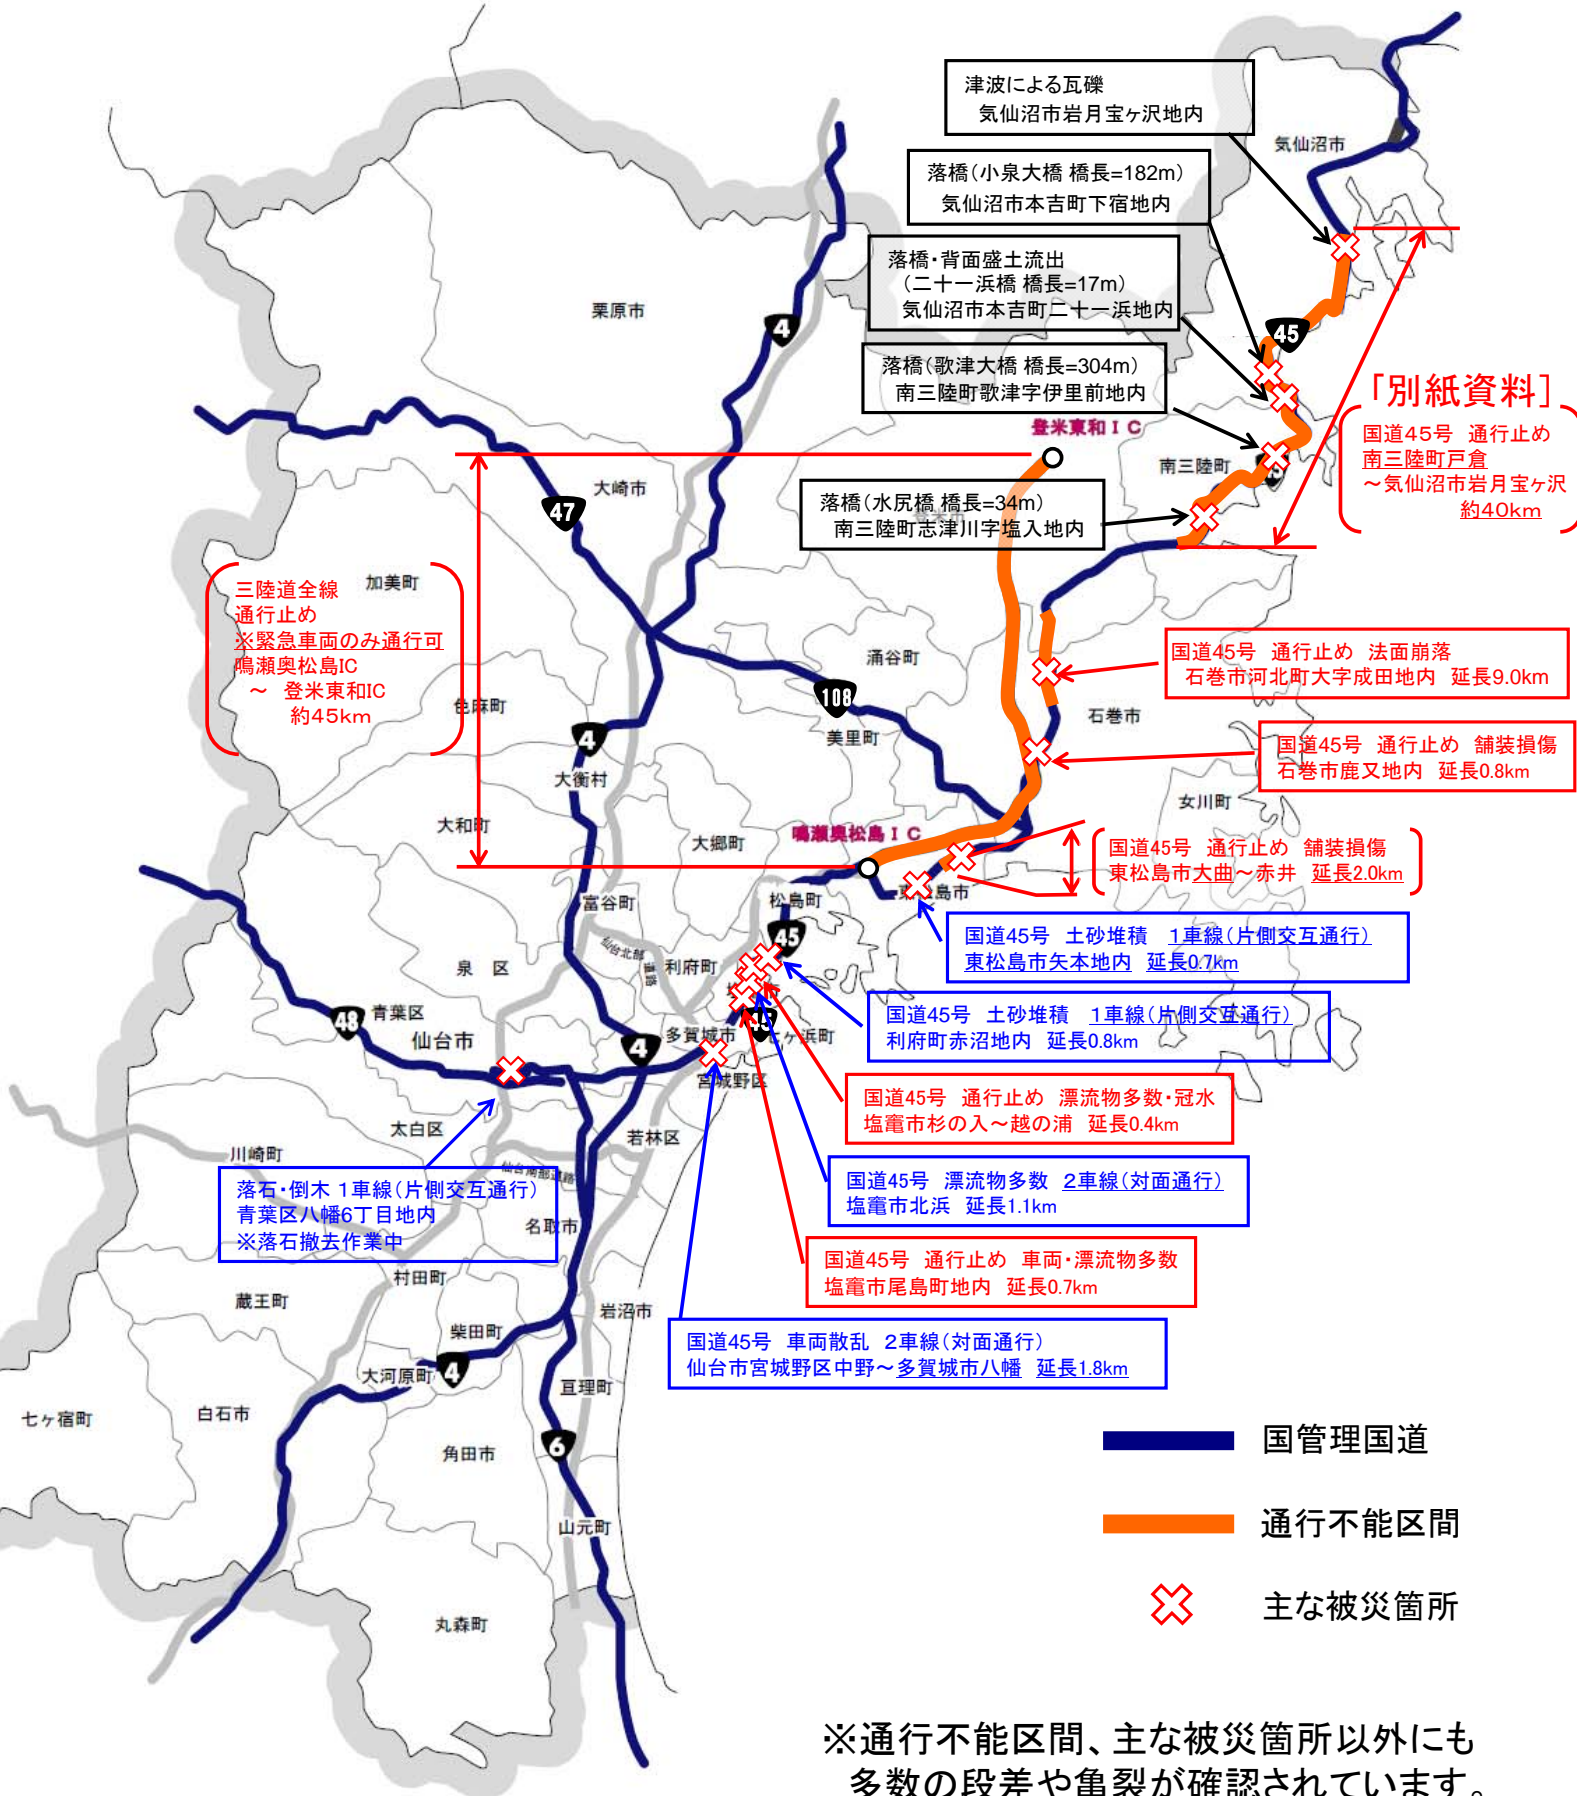 津波による瓦礫
気仙沼市岩月宝ヶ沢地内
気仙沼市
落橋(小泉大橋 橋長=182m)
気仙沼市本吉町下宿地内
落橋・背面盛土流出
(二十一浜橋 橋長=17m)
気仙沼市本吉町二十一浜地内
栗原市
4
45
落橋(歌津大橋 橋長=304m)
南三陸町歌津字伊里前地内
「別紙資料]
国道45号 通行止め
南三陸町戸倉
～気仙沼市岩月宝ヶ沢
約40km
登米東和IC
南三陸町
大崎市
47
落橋(水尻橋 橋長=34m)
南三陸町志津川字塩入地内
加美町
三陸道全線
通行止め
※緊急車両のみ通行可
鳴瀬奥松島IC
～ 登米東和IC
約45km
色麻町
涌谷町
国道45号 通行止め 法面崩落
石巻市河北町大字成田地内 延長9.0km
108
石巻市
美里町
4
国道45号 通行止め 舗装損傷
石巻市鹿又地内 延長0.8km
大衡村
女川町
大和町
大郷町
鳴瀬奥松島IC
国道45号 通行止め 舗装損傷
東松島市大曲～赤井 延長2.0km
富谷町
松島町
東松島市
45
国道45号 土砂堆積 1車線(片側交互通行)
東松島市矢本地内 延長0.7km
仙台北部道路
泉 区
利府町
48
青葉区
仙台市
国道45号 土砂堆積 1車線(片側交互通行)
利府町赤沼地内 延長0.8km
4
多賀城市
45
七ヶ浜町
宮城野区
国道45号 通行止め 漂流物多数・冠水
塩竈市杉の入～越の浦 延長0.4km
太白区
若林区
川崎町
仙台南部道路
落石・倒木 1車線(片側交互通行)
青葉区八幡6丁目地内
※落石撤去作業中
国道45号 漂流物多数 2車線(対面通行)
塩竈市北浜 延長1.1km
名取市
国道45号 通行止め 車両・漂流物多数
塩竈市尾島町地内 延長0.7km
村田町
蔵王町
岩沼市
柴田町
国道45号 車両散乱 2車線(対面通行)
仙台市宮城野区中野～多賀城市八幡 延長1.8km
大河原町
4
亘理町
七ヶ宿町
白石市
角田市
6
国管理国道
通行不能区間
山元町
主な被災箇所
丸森町
※通行不能区間、主な被災箇所以外にも
多数の段差や亀裂が確認されています。